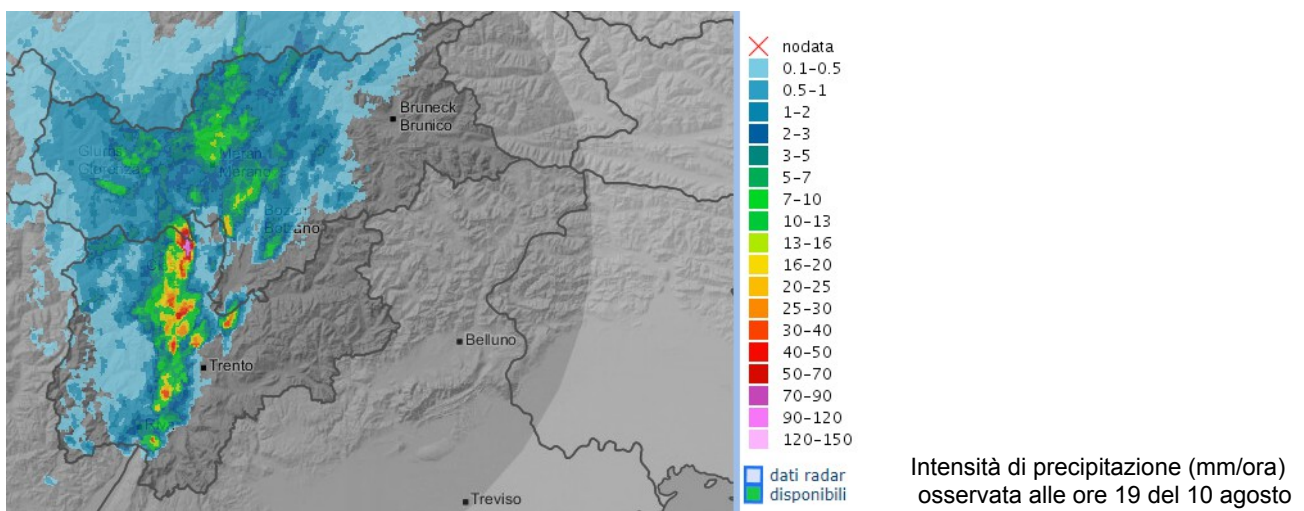 Bruneck
Brunico
Glurns
Glorenza
Meran
Merano
Bozen
Bolzano
Trento
Riva
Belluno
Treviso
nodata
0.1-0.5
0.5-1
1-2
2-3
3-5
5-7
7-10
10-13
13-16
16-20
20-25
25-30
30-40
40-50
50-70
70-90
90-120
120-150
dati radar
disponibili
Intensità di precipitazione (mm/ora)
osservata alle ore 19 del 10 agosto